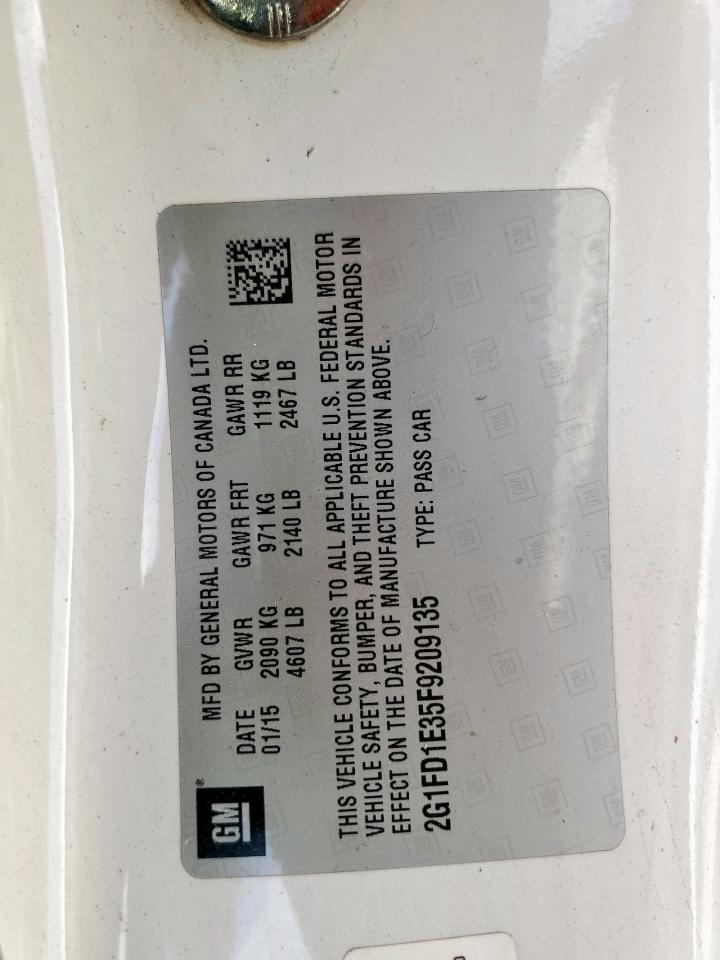 GM®
MFD BY GENERAL MOTORS OF CANADA LTD.
DATE GVWR GAWR FRT GAWR RR
01/15 2090 KG 971 KG 1119 KG
4607 LB 2140 LB 2467 LB
THIS VEHICLE CONFORMS TO ALL APPLICABLE U.S. FEDERAL MOTOR
VEHICLE SAFETY, BUMPER, AND THEFT PREVENTION STANDARDS IN
EFFECT ON THE DATE OF MANUFACTURE SHOWN ABOVE.
2G1FD1E35F9209135 TYPE: PASS CAR